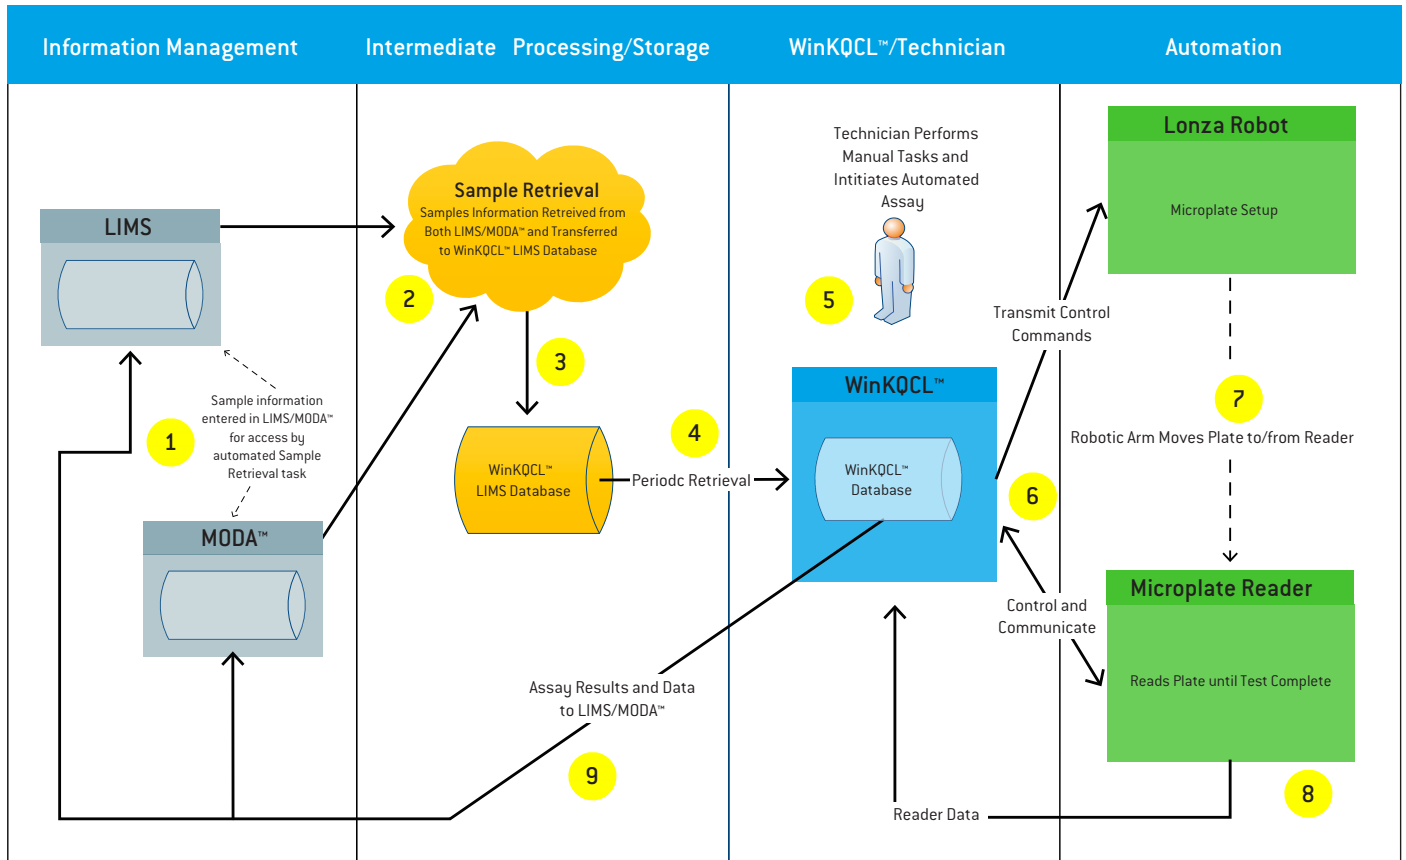 Information Management
Intermediate Processing/Storage
WinKQCL™/Technician
Automation
LIMS
1
Sample information
entered in LIMS/MODA™
for access by
automated Sample
Retrieval task
MODA™
Sample Retrieval
Samples Information Retreived from
Both LIMS/MODA™ and Transferred
to WinKQCL™ LIMS Database
2
3
WinKQCL™
LIMS Database
4
Periodc Retrieval
Technician Performs
Manual Tasks and
Intitiates Automated
Assay
5
WinKQCL™
WinKQCL™
Database
Transmit Control
Commands
6
Control and
Communicate
Lonza Robot
Microplate Setup
7
Robotic Arm Moves Plate to/from Reader
Microplate Reader
Reads Plate until Test Complete
8
Reader Data
Assay Results and Data
to LIMS/MODA™
9